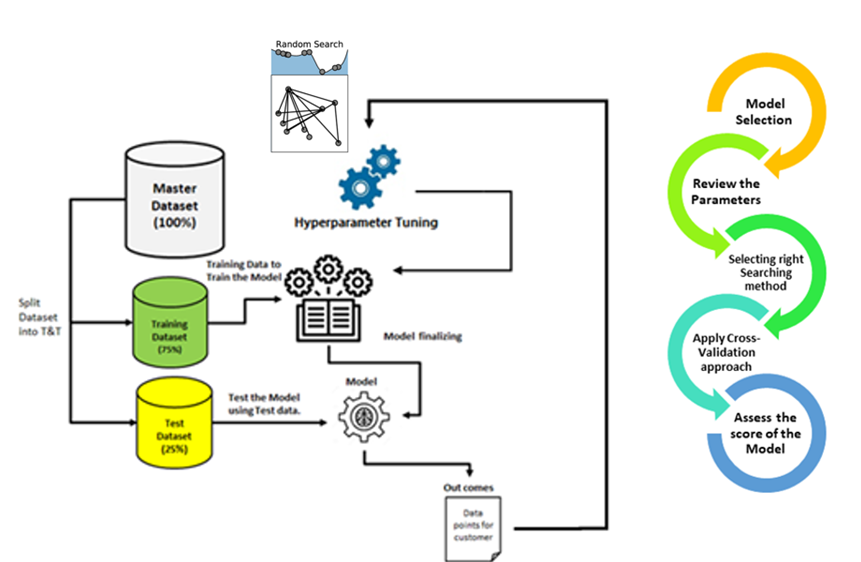 Random Search
Master
Dataset
(100%)
Hyperparameter Tuning
Training Data to
Train the Model
Split
Dataset
into T&T
Training
Dataset
(75%)
Model finalizing
Test the Model
using Test data.
Model
Test
Dataset
(25%)
Out comes
Data
points for
customer
Model
Selection
Review the
Parameters
Selecting right
Searching
method
Apply Cross-
Validation
approach
Assess the
score of the
Model